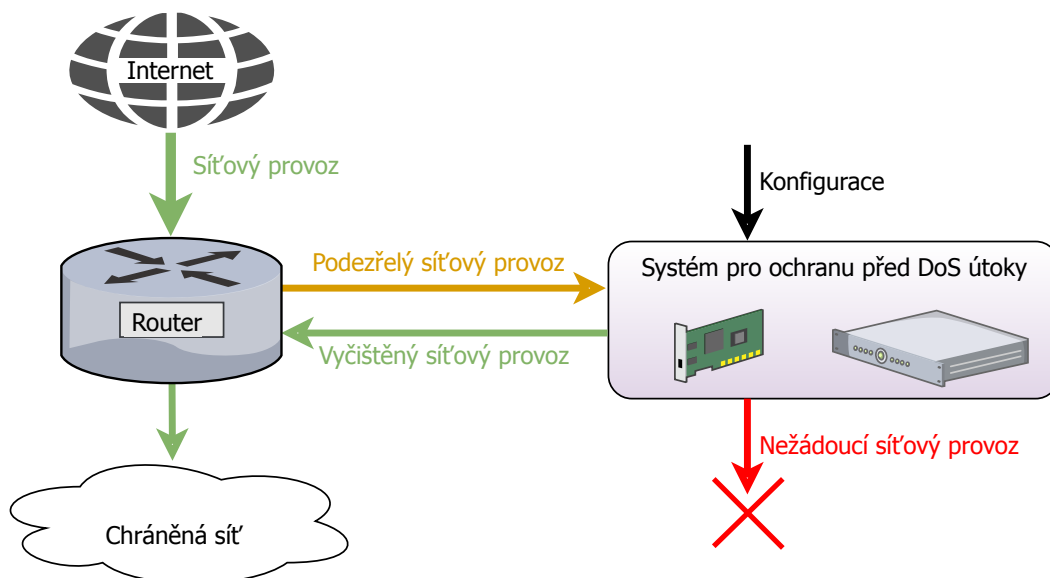 Internet
Síťový provoz
Konfigurace
Podezřelý síťový provoz
Systém pro ochranu před DoS útoky
Router
Vyčištěný síťový provoz
Nežádoucí síťový provoz
Chráněná síť